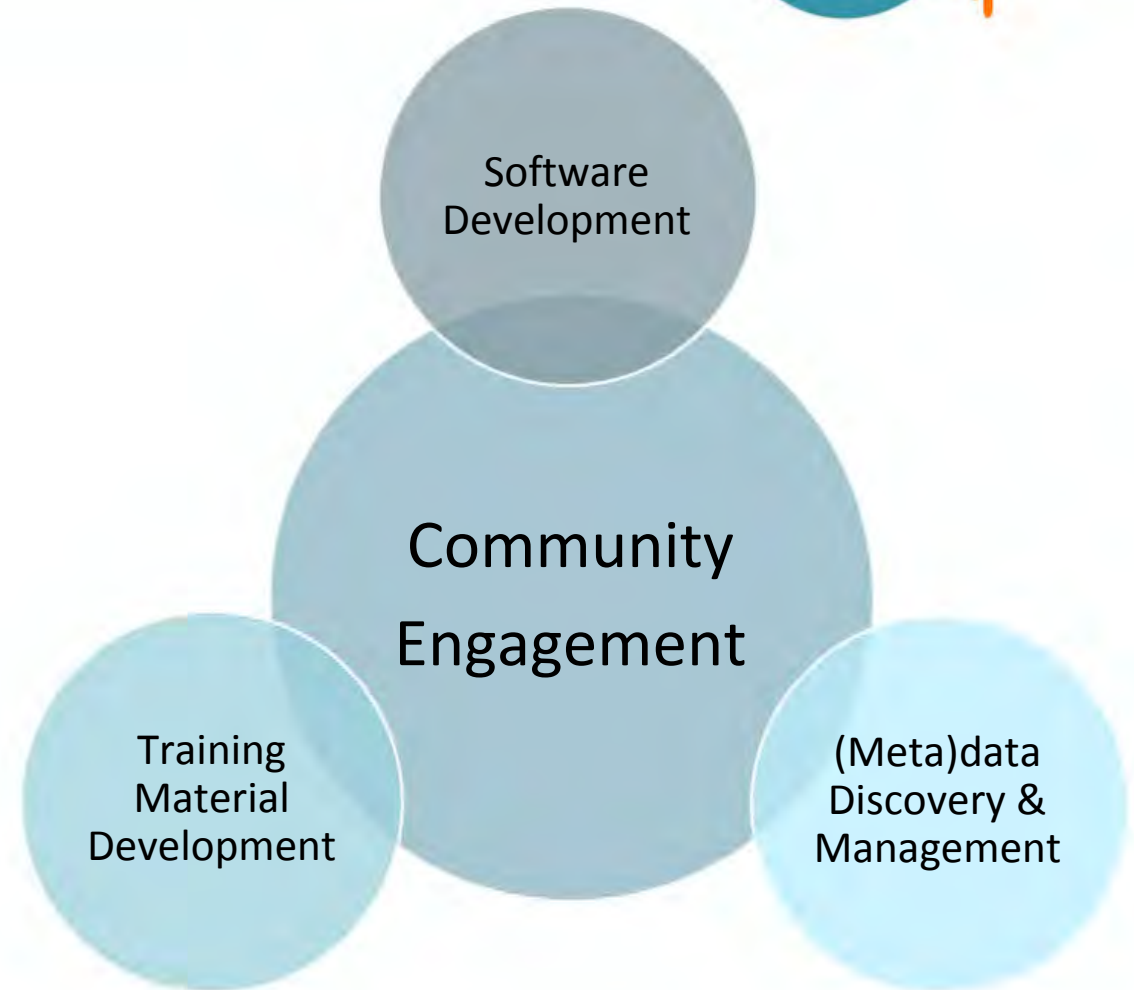 Software
Development
Community
Engagement
Training
Material
Development
(Meta)data
Discovery &
Management